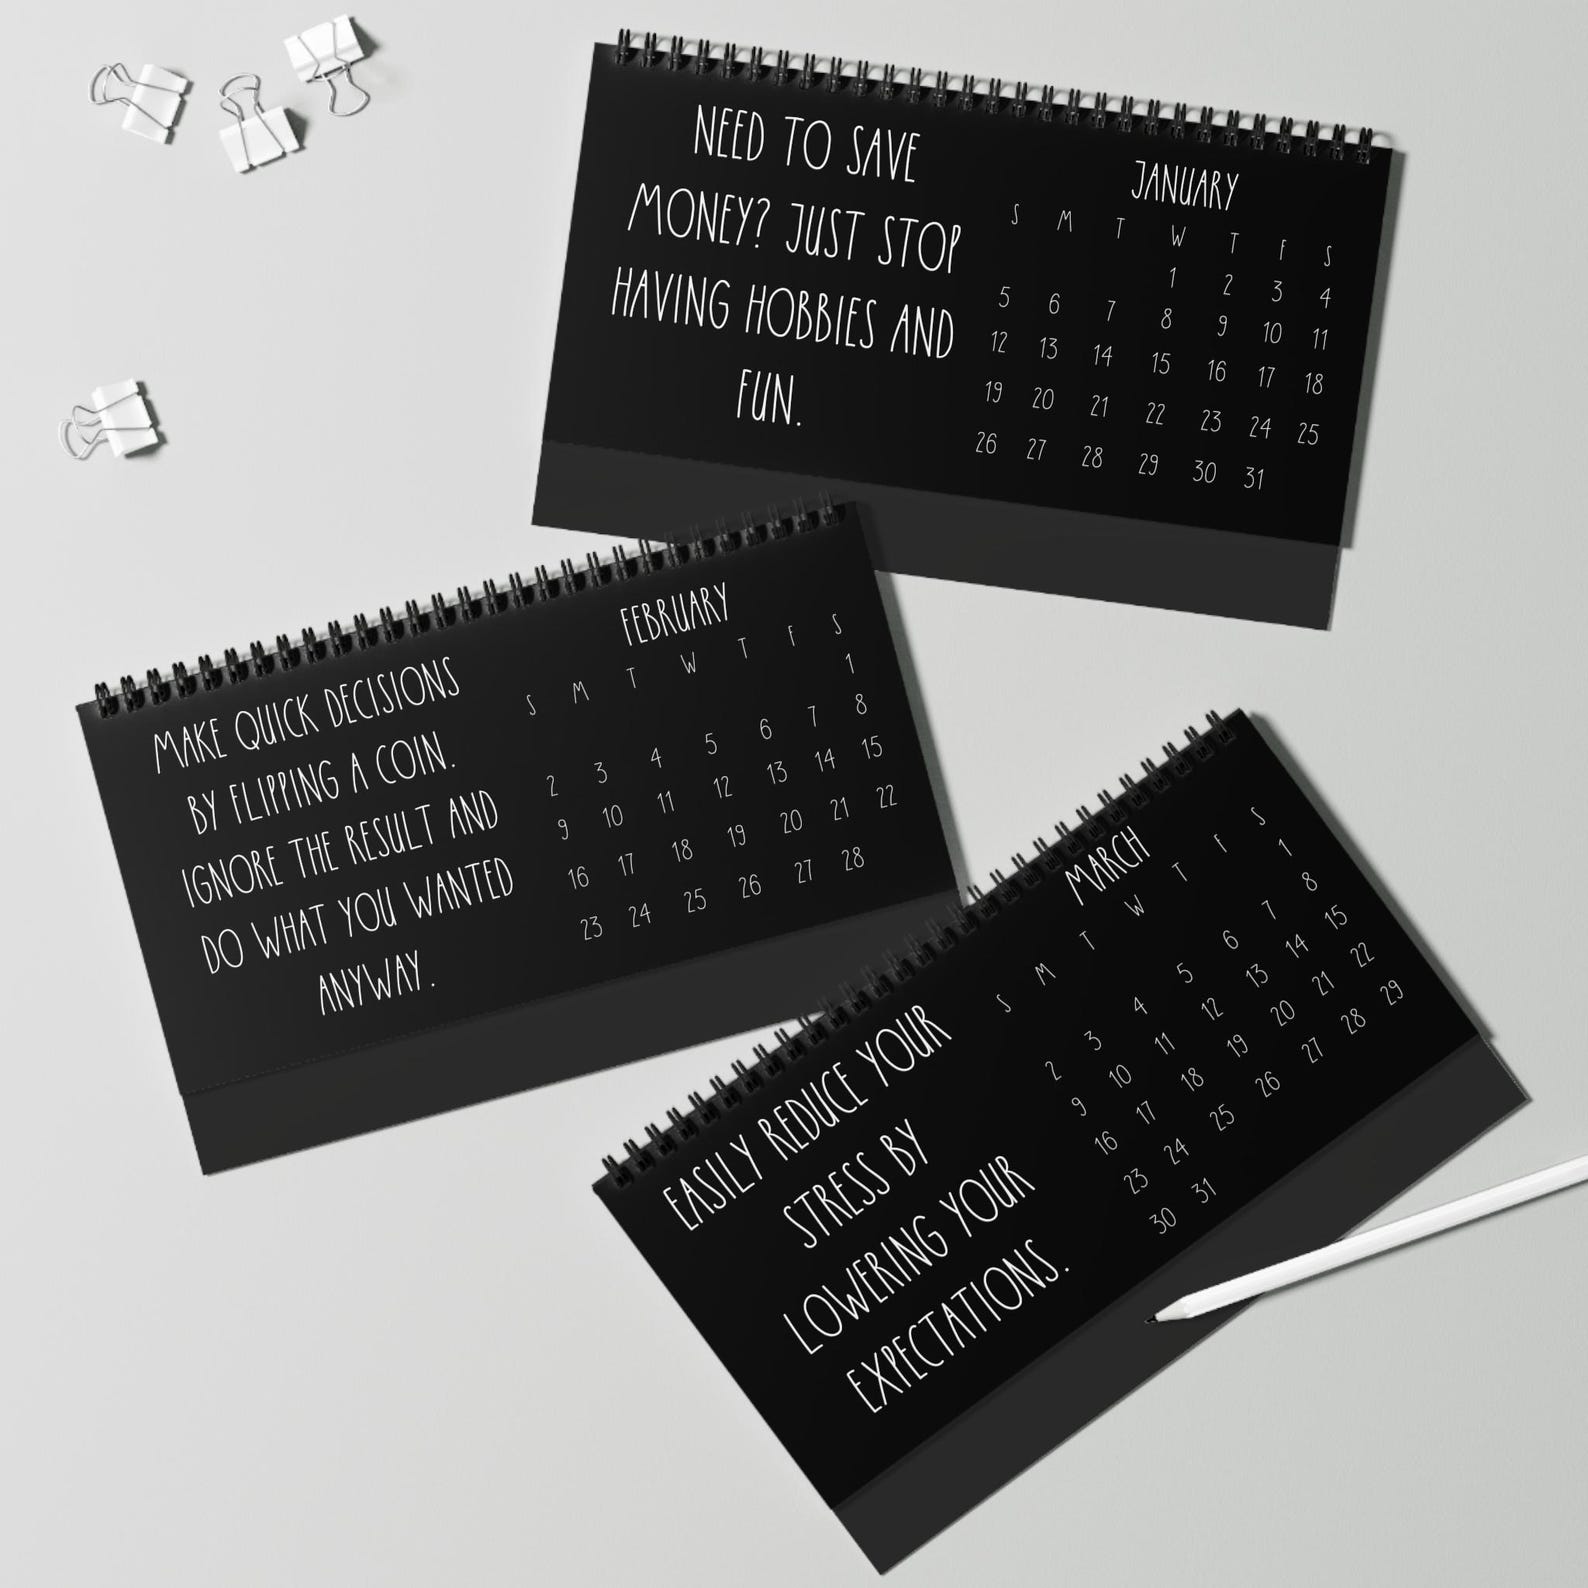 NEED TO SAVE
MONEY? JUST STOP
HAVING HOBBIES AND
FUN.
JANUARY
S M T W T F S
1 2 3 4
5 6 7 8 9 10 11
12 13 14 15 16 17 18
19 20 21 22 23 24 25
26 27 28 29 30 31
MAKE QUICK DECISIONS
BY FLIPPING A COIN.
IGNORE THE RESULT AND
DO WHAT YOU WANTED
ANYWAY.
FEBRUARY
S M T W T F S
1
2 3 4 5 6 7 8
9 10 11 12 13 14 15
16 17 18 19 20 21 22
23 24 25 26 27 28
EASILY REDUCE YOUR
STRESS BY
LOWERING YOUR
EXPECTATIONS.
MARCH
S M T W T F S
1
2 3 4 5 6 7 8
9 10 11 12 13 14 15
16 17 18 19 20 21 22
23 24 25 26 27 28 29
30 31